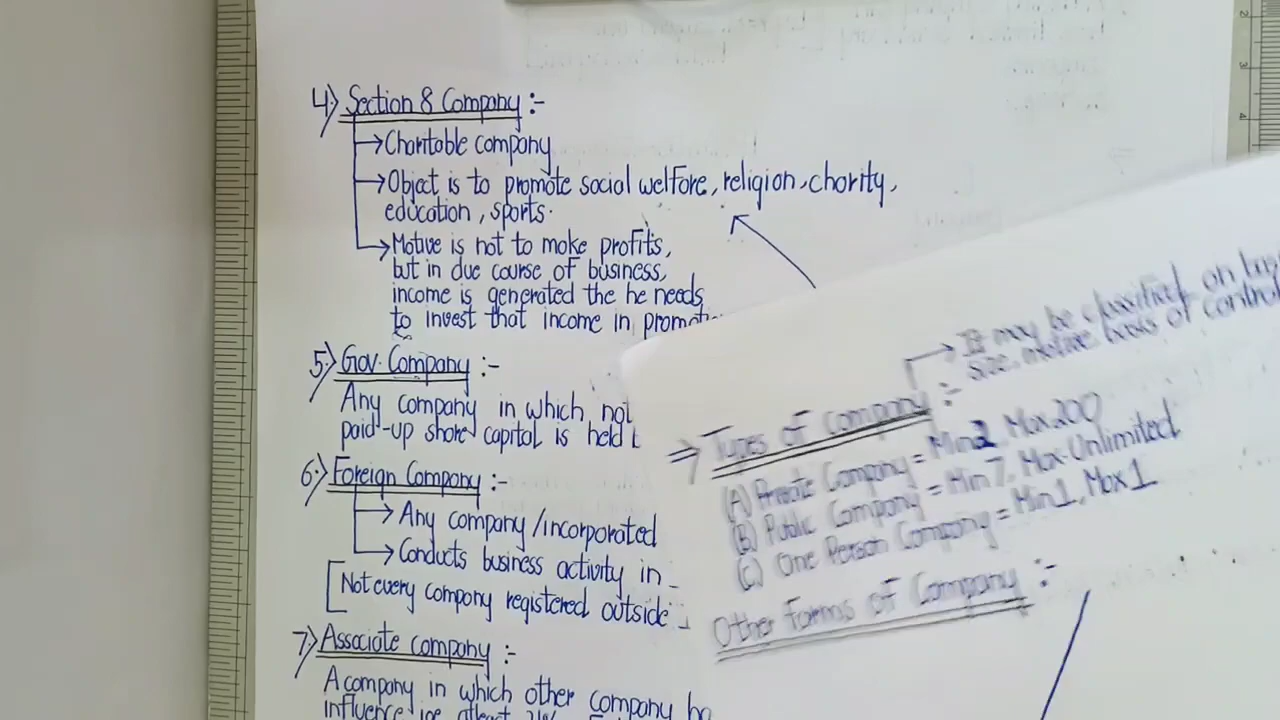 4) Section 8 Company :-
→ Charitable company
→ Object is to promote social welfare, religion, charity,
education, sports.
→ Motive is not to make profits,
but in due course of business,
income is generated the he needs
to invest that income in
5) Gov. Company :-
Any company in which not
paid-up share capital is held
6) Foreign Company :-
→ Any company /incorporated
→ Conducts business activity in
[Not every company registered outside
7) Associate company :-
A company in which other company
influence
→ It may be classified on
size, motive basis of control
⇒ Types of Company :-
(A) Private Company = Min 2, Max 200
(B) Public Company = Min 7, Max-Unlimited
(C) One Person Company = Min 1, Max 1
Other Forms of Company :-